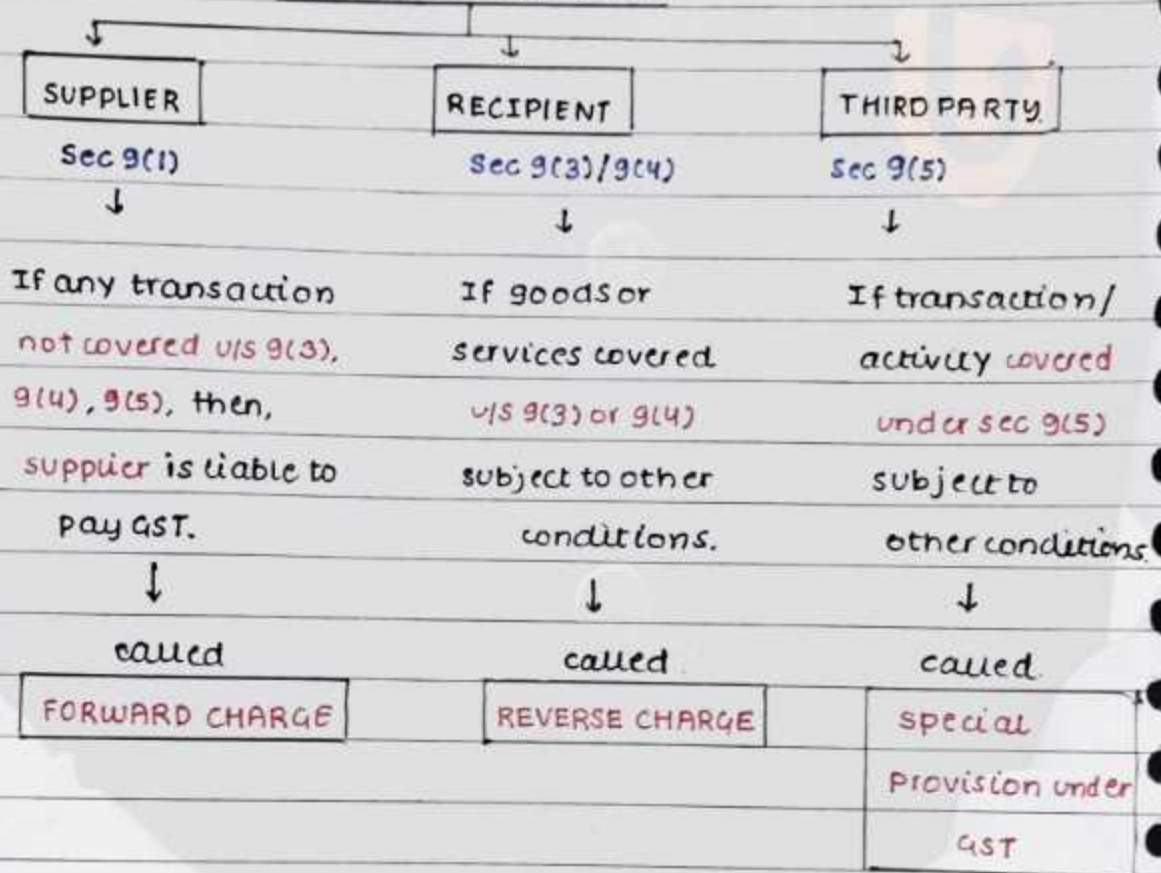 SUPPLIER
RECIPIENT
THIRD PARTY
Sec 9(1)
Sec 9(3)/9(4)
Sec 9(5)
If any transaction
not covered u/s 9(3),
9(4), 9(5), then,
supplier is liable to
pay GST.
called
FORWARD CHARGE
If goods or
services covered
u/s 9(3) or 9(4)
subject to other
conditions.
called
REVERSE CHARGE
If transaction/
activity covered
under sec 9(5)
subject to
other conditions.
called
special
provision under
GST